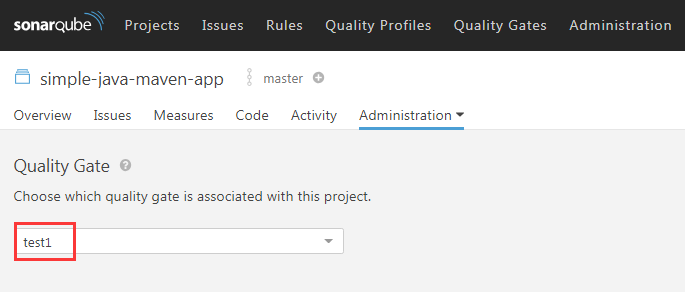 sonarqube Projects Issues Rules Quality Profiles Quality Gates Administration
simple-java-maven-app master
Overview Issues Measures Code Activity Administration
Quality Gate ?
Choose which quality gate is associated with this project.
test1